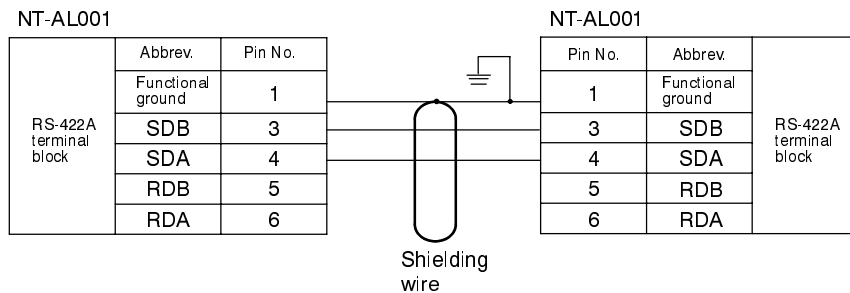 NT-AL001
NT-AL001
Abbrev. Pin No.
Functional
ground 1
SDB 3
SDA 4
RDB 5
RDA 6
RS-422A
terminal
block
Pin No. Abbrev.
1 Functional
ground
3 SDB
4 SDA
5 RDB
6 RDA
RS-422A
terminal
block
Shielding
wire